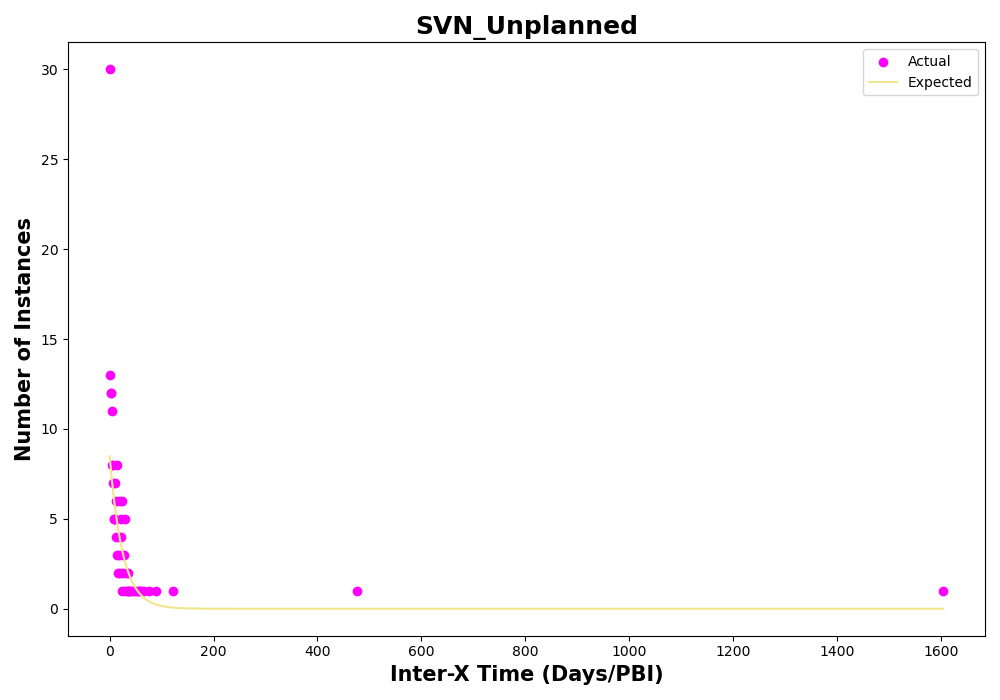 SVN_Unplanned
Actual
Expected
30
25
20
15
10
5
0
Number of Instances
0 200 400 600 800 1000 1200 1400 1600
Inter-X Time (Days/PBI)